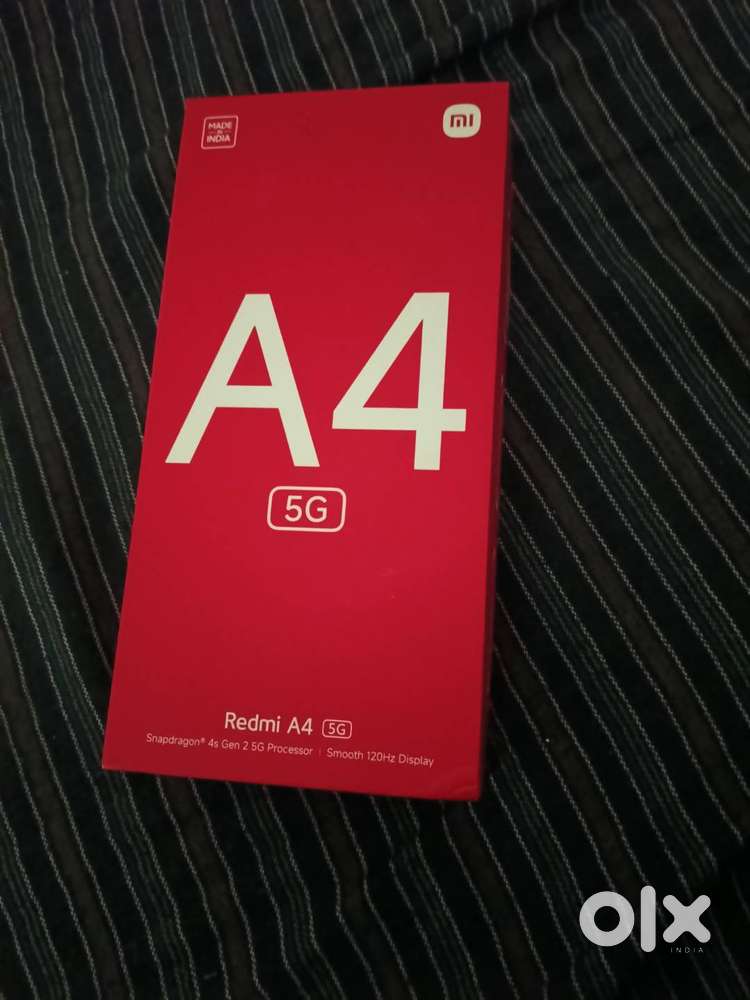 MADE
IN
INDIA
mi
A4
5G
Redmi A4 5G
Snapdragon® 4s Gen 2 5G Processor | Smooth 120Hz Display
olx
INDIA